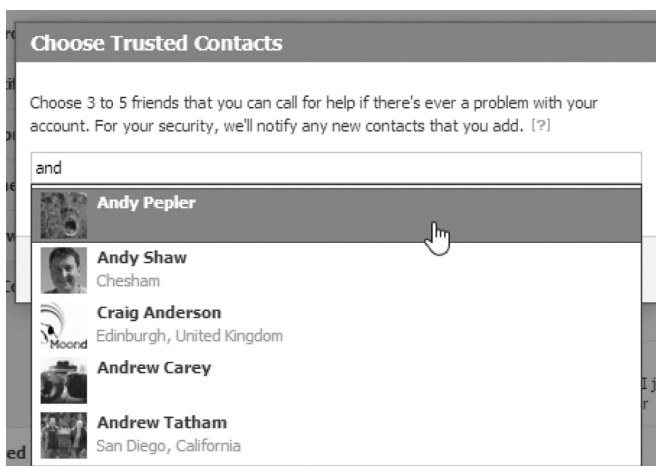 Choose Trusted Contacts
Choose 3 to 5 friends that you can call for help if there's ever a problem with your
account. For your security, we'll notify any new contacts that you add. [?]
and
Andy Pepler
Andy Shaw
Chesham
Craig Anderson
Edinburgh, United Kingdom
Moond
Andrew Carey
Andrew Tatham
San Diego, California
ed